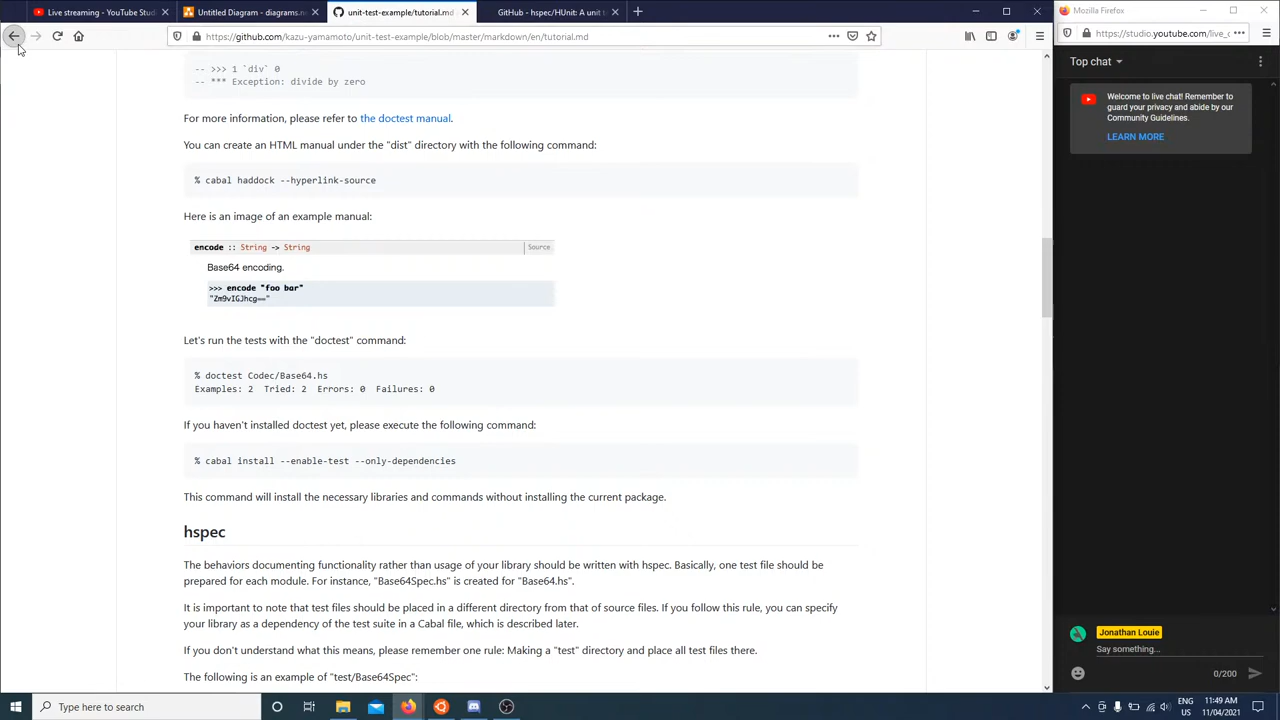 Live streaming - YouTube Stud
Untitled Diagram - diagrams.ne
unit-test-example/tutorial.md
GitHub - hspec/HUnit: A unit t
Mozilla Firefox
https://github.com/kazu-yamamoto/unit-test-example/blob/master/markdown/en/tutorial.md
https://studio.youtube.com/live_c
Top chat
Welcome to live chat! Remember to
guard your privacy and abide by our
Community Guidelines.
LEARN MORE
-- >>> 1 `div` 0
-- *** Exception: divide by zero
For more information, please refer to the doctest manual.
You can create an HTML manual under the "dist" directory with the following command:
% cabal haddock --hyperlink-source
Here is an image of an example manual:
encode :: String -> String
Source
Base64 encoding.
>>> encode "foo bar"
"Zm9vIGJhcg=="
Let's run the tests with the "doctest" command:
% doctest Codec/Base64.hs
Examples: 2  Tried: 2  Errors: 0  Failures: 0
If you haven't installed doctest yet, please execute the following command:
% cabal install --enable-test --only-dependencies
This command will install the necessary libraries and commands without installing the current package.
hspec
The behaviors documenting functionality rather than usage of your library should be written with hspec. Basically, one test file should be
prepared for each module. For instance, "Base64Spec.hs" is created for "Base64.hs".
It is important to note that test files should be placed in a different directory from that of source files. If you follow this rule, you can specify
your library as a dependency of the test suite in a Cabal file, which is described later.
If you don't understand what this means, please remember one rule: Making a "test" directory and place all test files there.
The following is an example of "test/Base64Spec":
Jonathan Louie
Say something...
0/200
Type here to search
ENG
US
11:49 AM
11/04/2021